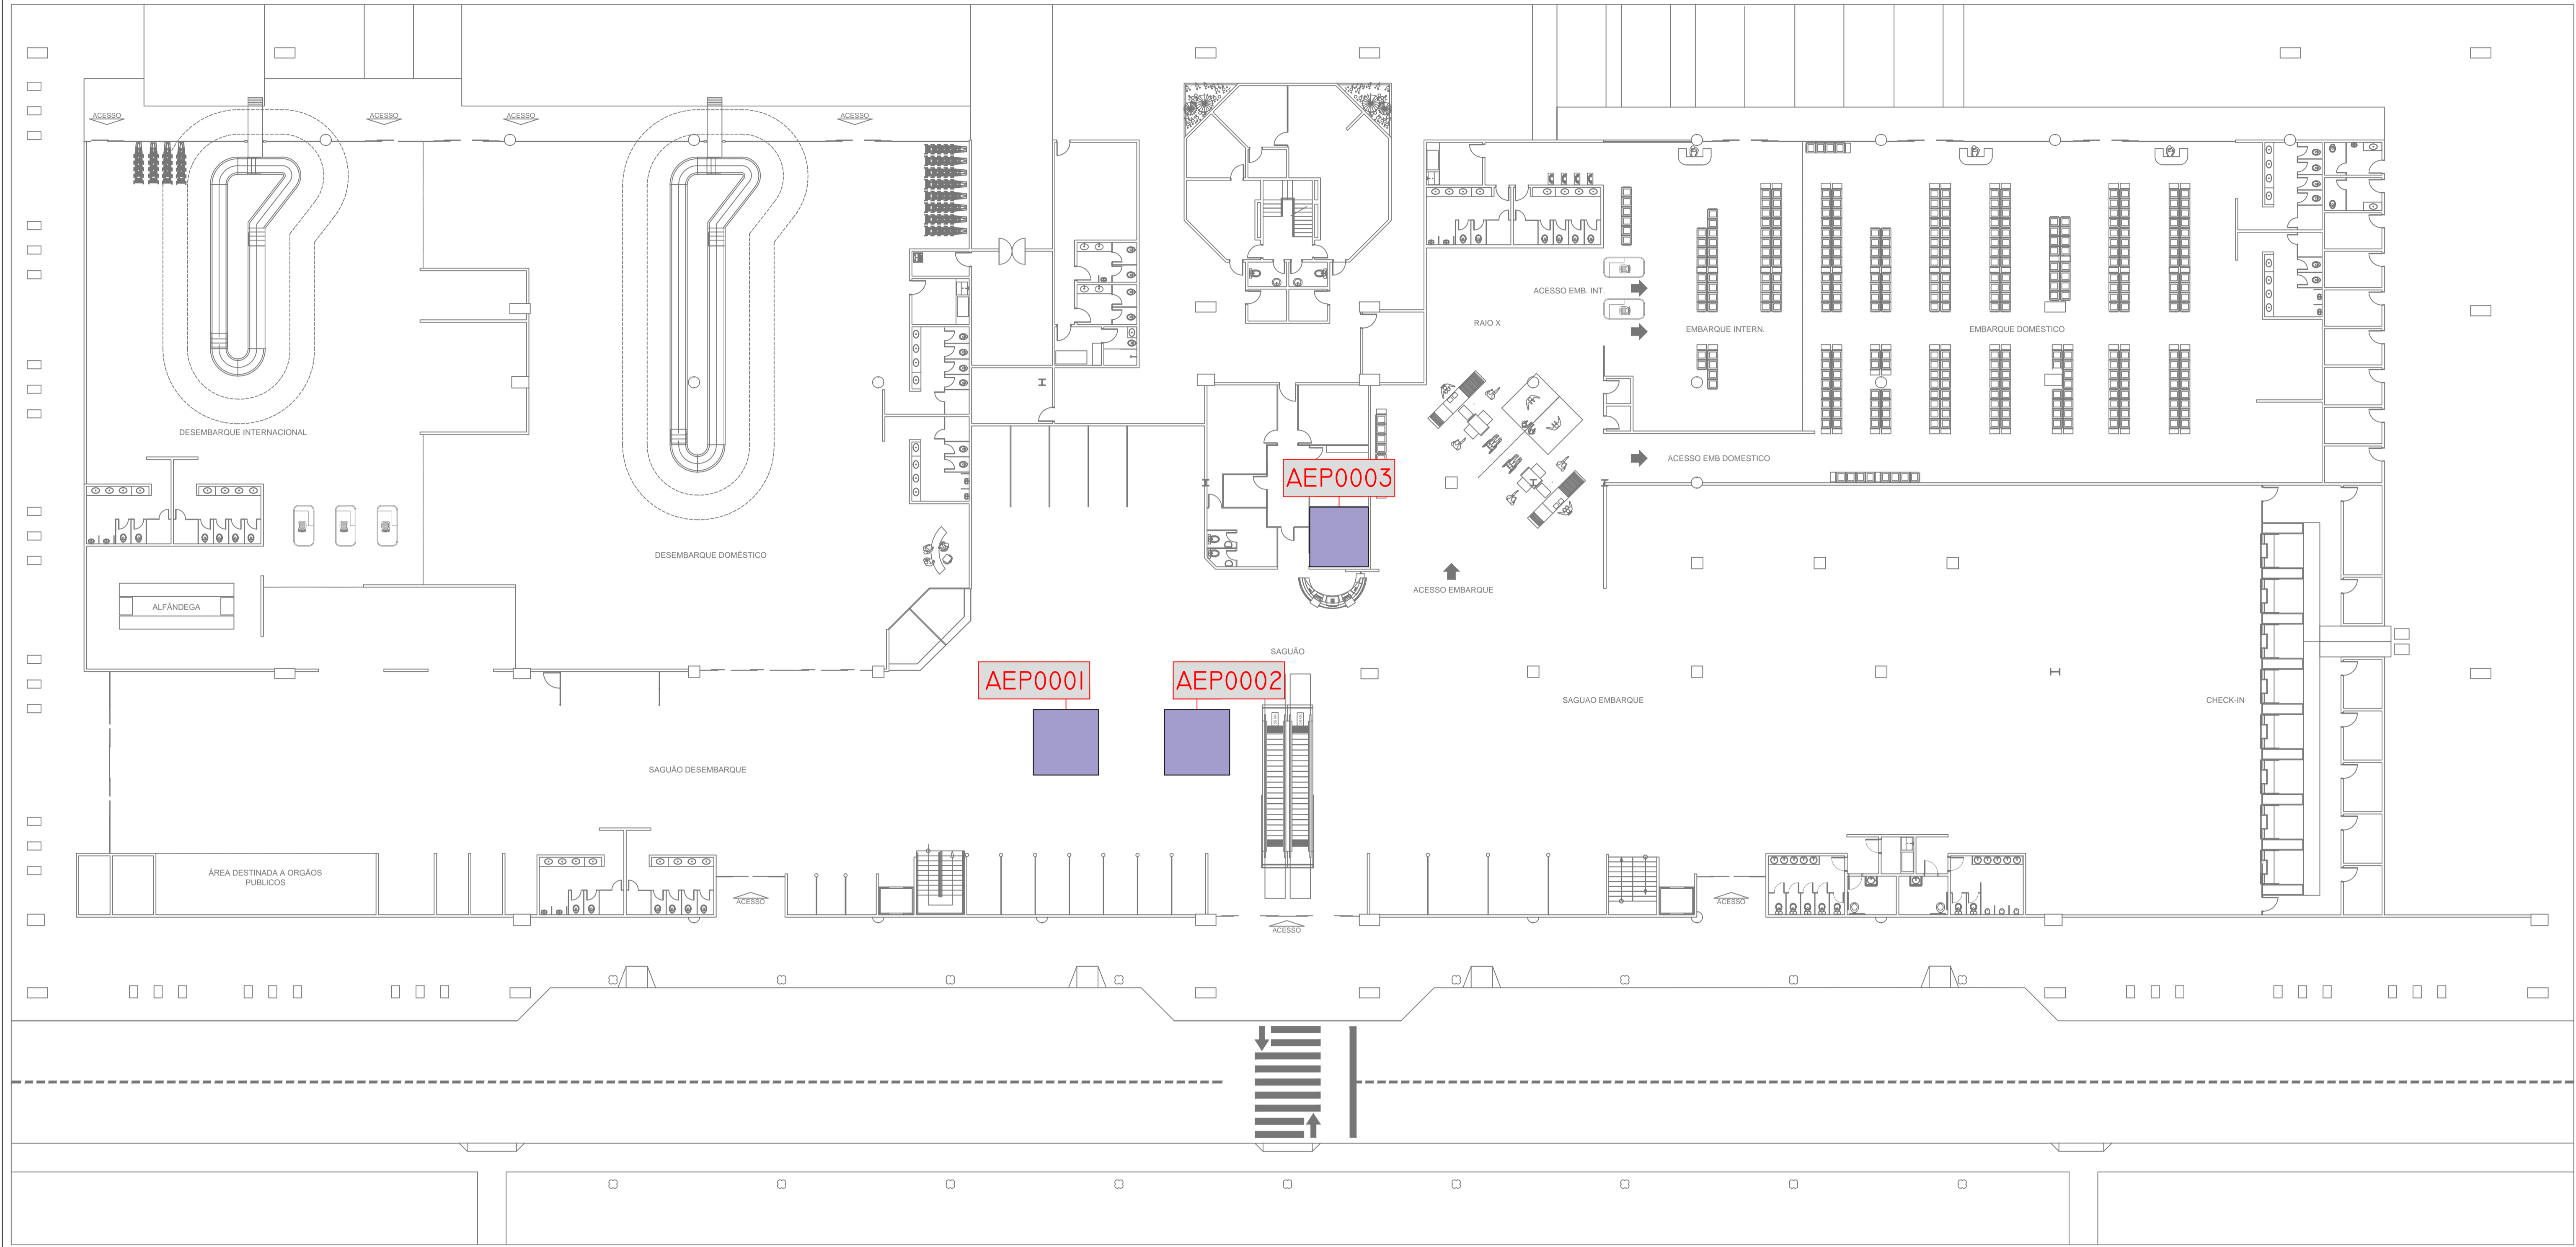 ACESSO
ACESSO
ACESSO
ACESSO
ACESSO EMB. INT.
RAIO X
EMBARQUE INTERN.
EMBARQUE DOMÉSTICO
DESEMBARQUE INTERNACIONAL
ACESSO EMB DOMESTICO
AEP0003
DESEMBARQUE DOMÉSTICO
ACESSO EMBARQUE
ALFÂNDEGA
SAGUÃO
AEP0001
AEP0002
SAGUAO EMBARQUE
CHECK-IN
SAGUÃO DESEMBARQUE
ÁREA DESTINADA A ORGÃOS
PUBLICOS
ACESSO
ACESSO
ACESSO